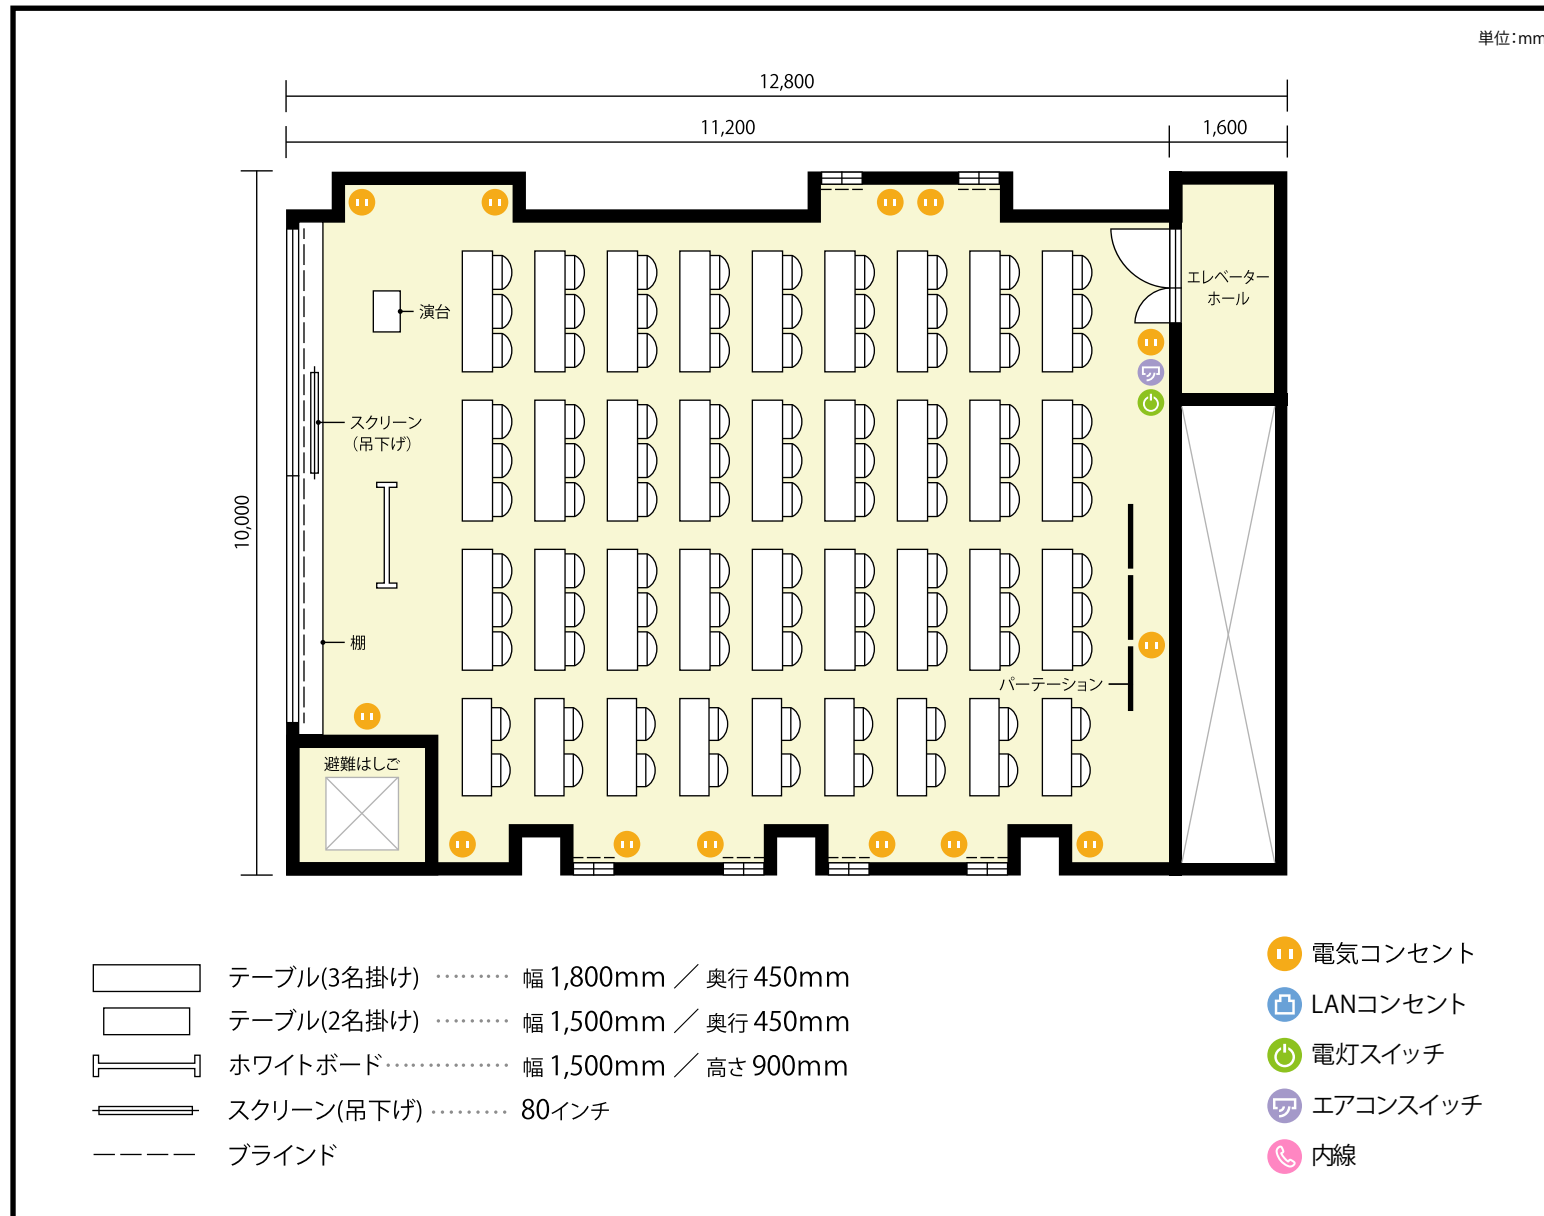 単位:mm
12,800
11,200
1,600
10,000
エレベーター
ホール
演台
スクリーン
（吊下げ）
棚
パーテーション
避難はしご
テーブル(3名掛け) ········· 幅 1,800mm ／ 奥行 450mm
テーブル(2名掛け) ········· 幅 1,500mm ／ 奥行 450mm
ホワイトボード ··············· 幅 1,500mm ／ 高さ 900mm
スクリーン(吊下げ) ········· 80インチ
ブラインド
電気コンセント
LANコンセント
電灯スイッチ
エアコンスイッチ
内線